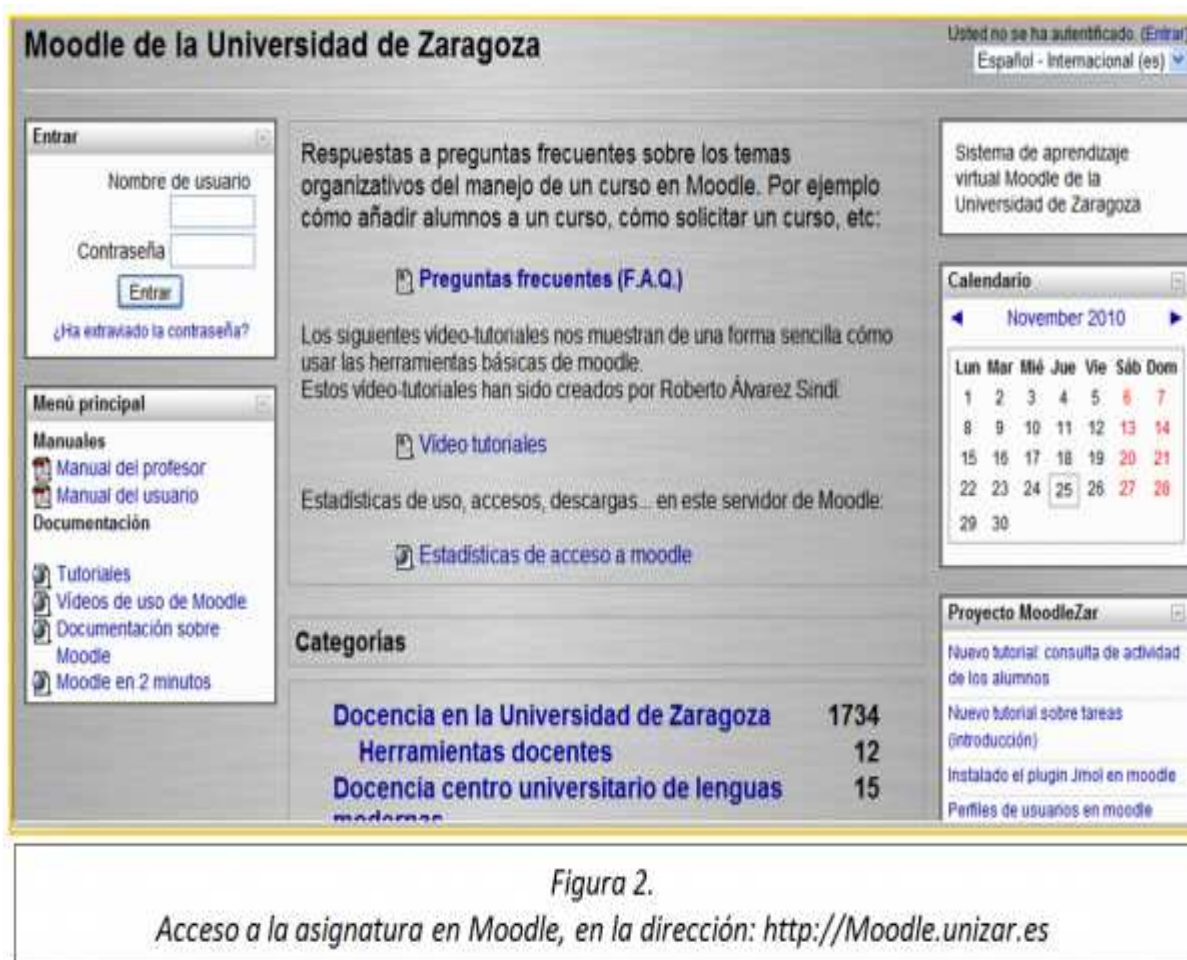 Moodle de la Universidad de Zaragoza
Usted no se ha autentificado. (Entrar)
Español - Internacional (es)
Entrar
Nombre de usuario
Contraseña
Entrar
¿Ha extraviado la contraseña?
Menú principal
Manuales
Manual del profesor
Manual del usuario
Documentación
Tutoriales
Vídeos de uso de Moodle
Documentación sobre
Moodle
Moodle en 2 minutos
Respuestas a preguntas frecuentes sobre los temas
organizativos del manejo de un curso en Moodle. Por ejemplo
cómo añadir alumnos a un curso, cómo solicitar un curso, etc:
Preguntas frecuentes (F.A.Q.)
Los siguientes vídeo-tutoriales nos muestran de una forma sencilla cómo
usar las herramientas básicas de moodle.
Estos vídeo-tutoriales han sido creados por Roberto Álvarez Sindí.
Vídeo tutoriales
Estadísticas de uso, accesos, descargas... en este servidor de Moodle:
Estadísticas de acceso a moodle
Categorías
Docencia en la Universidad de Zaragoza 1734
Herramientas docentes 12
Docencia centro universitario de lenguas 15
modernas
Sistema de aprendizaje
virtual Moodle de la
Universidad de Zaragoza
Calendario
November 2010
Lun Mar Mié Jue Vie Sáb Dom
1 2 3 4 5 6 7
8 9 10 11 12 13 14
15 16 17 18 19 20 21
22 23 24 25 26 27 28
29 30
Proyecto MoodleZar
Nuevo tutorial: consulta de actividad
de los alumnos
Nuevo tutorial sobre tareas
(introducción)
Instalado el plugin Jmol en moodle
Perfiles de usuarios en moodle
Figura 2.
Acceso a la asignatura en Moodle, en la dirección: http://Moodle.unizar.es